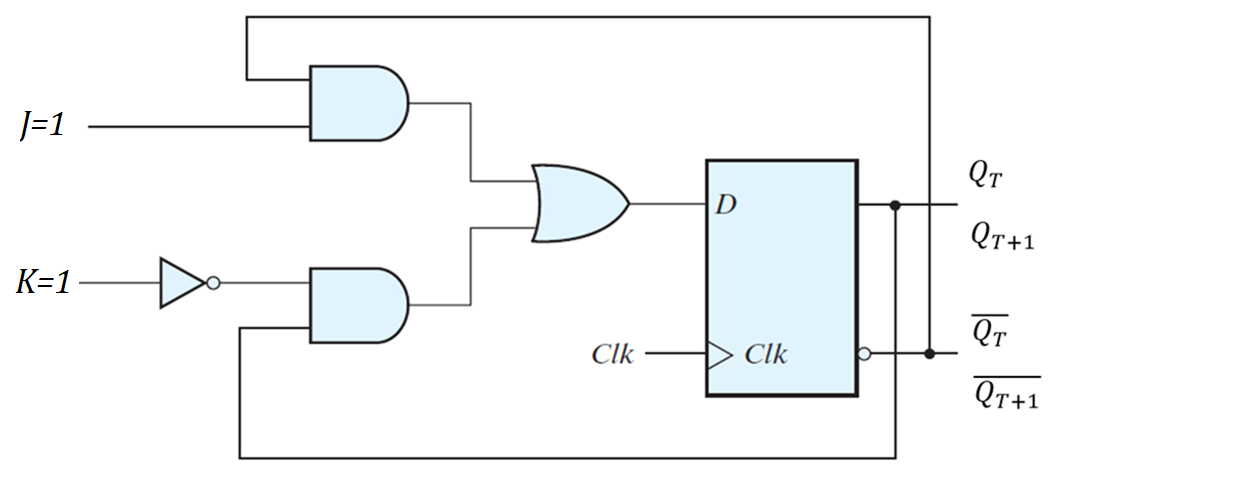 J=1
K=1
D
Clk
Clk
Q_T
Q_{T+1}
\overline{Q_T}
\overline{Q_{T+1}}